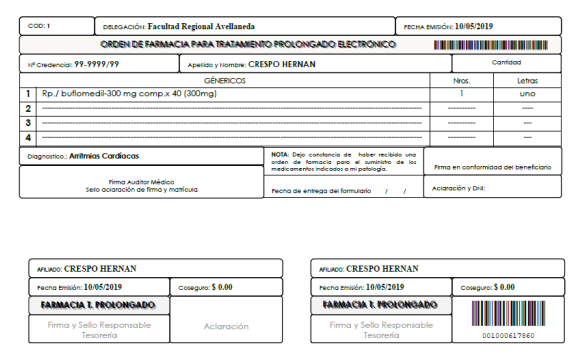 COD: 1 DELEGACIÓN: Facultad Regional Avellaneda FECHA EMISIÓN: 10/05/2019
ORDEN DE FARMACIA PARA TRATAMIENTO PROLONGADO ELECTRÓNICO
Nº Credencial: 99-9999/99 Apellido y Nombre: CRESPO HERNAN Cantidad
GÉNERICOS Nros. Letras
1 Rp./ buflomedil-300 mg comp.x 40 (300mg) 1 uno
2
3
4
Diagnostico.: Arritmias Cardíacas
NOTA: Dejo constancia de haber recibido una
orden de farmacia para el suministro de los
medicamentos indicados a mi patología.
Firma en conformidad del beneficiario
Firma Auditor Médico
Sello aclaración de firma y matrícula
Fecha de entrega del formulario / /
Aclaración y DNI:
AFILIADO: CRESPO HERNAN
Fecha Emisión: 10/05/2019 Coseguro: $ 0.00
FARMACIA T. PROLONGADO
Firma y Sello Responsable
Tesorería
Aclaración
AFILIADO: CRESPO HERNAN
Fecha Emisión: 10/05/2019 Coseguro: $ 0.00
FARMACIA T. PROLONGADO
Firma y Sello Responsable
Tesorería
001000617860